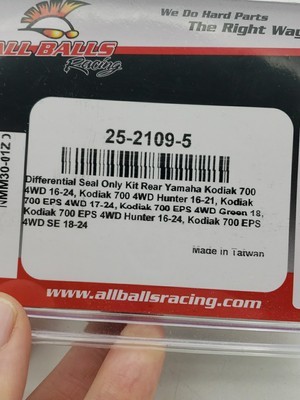 We Do Hard Parts
The Right Way
ALL BALLS
Racing
25-2109-5
Differential Seal Only Kit Rear Yamaha Kodiak 700
4WD 16-24, Kodiak 700 4WD Hunter 16-21, Kodiak
700 EPS 4WD 17-24, Kodiak 700 EPS 4WD Green 18,
Kodiak 700 EPS 4WD Hunter 16-24, Kodiak 700 EPS
4WD SE 18-24
Made in Taiwan
www.allballsracing.com